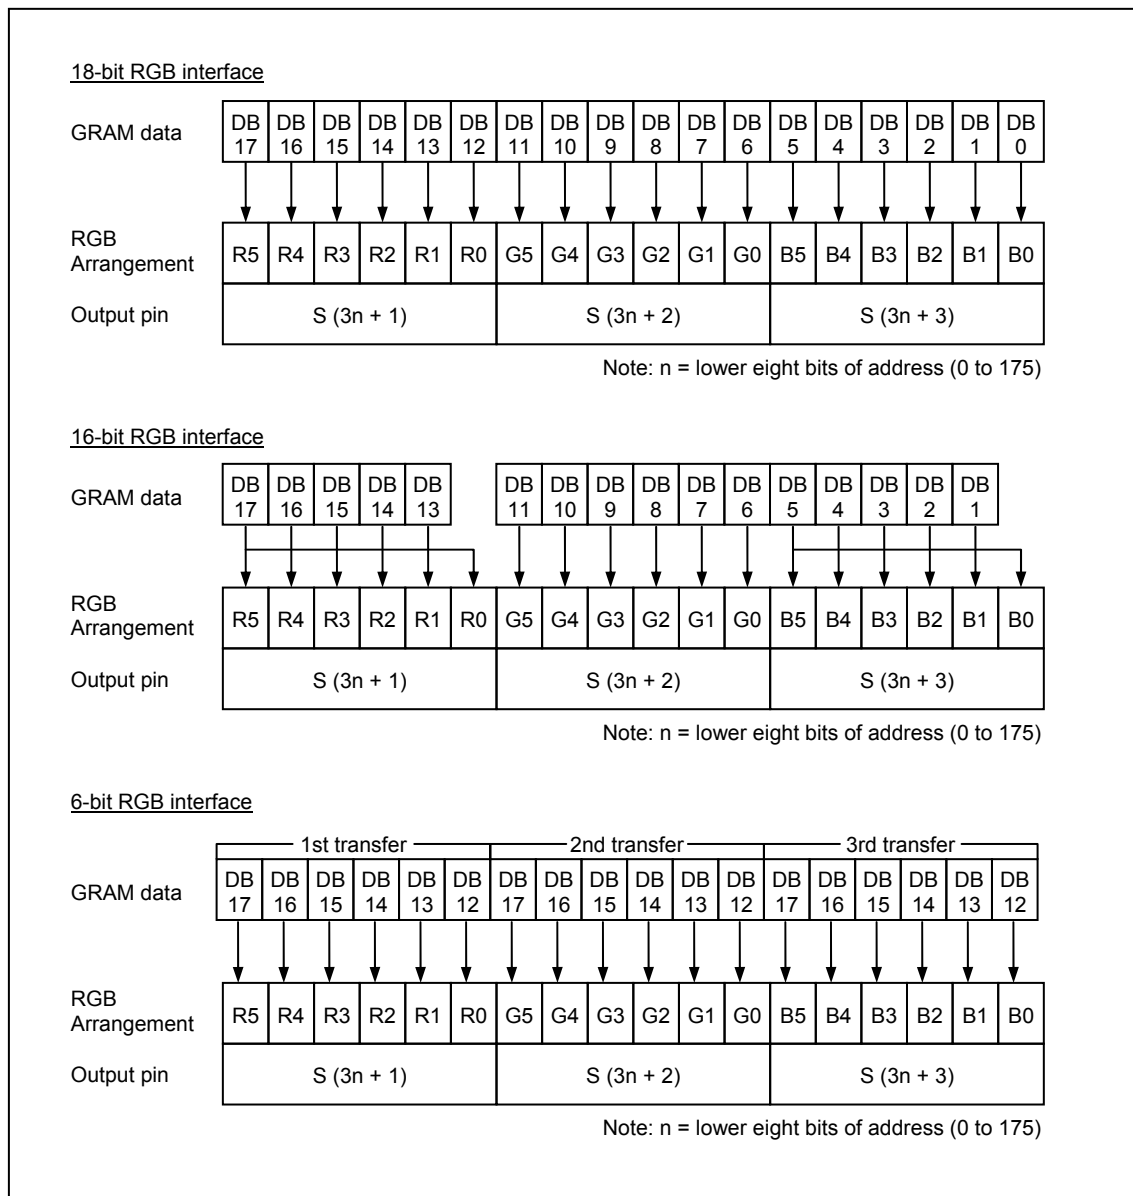 18-bit RGB interface
GRAM data
DB 17 DB 16 DB 15 DB 14 DB 13 DB 12 DB 11 DB 10 DB 9 DB 8 DB 7 DB 6 DB 5 DB 4 DB 3 DB 2 DB 1 DB 0
RGB
Arrangement
R5 R4 R3 R2 R1 R0 G5 G4 G3 G2 G1 G0 B5 B4 B3 B2 B1 B0
Output pin
S (3n + 1) S (3n + 2) S (3n + 3)
Note: n = lower eight bits of address (0 to 175)
16-bit RGB interface
GRAM data
DB 17 DB 16 DB 15 DB 14 DB 13 DB 11 DB 10 DB 9 DB 8 DB 7 DB 6 DB 5 DB 4 DB 3 DB 2 DB 1
RGB
Arrangement
R5 R4 R3 R2 R1 R0 G5 G4 G3 G2 G1 G0 B5 B4 B3 B2 B1 B0
Output pin
S (3n + 1) S (3n + 2) S (3n + 3)
Note: n = lower eight bits of address (0 to 175)
6-bit RGB interface
1st transfer 2nd transfer 3rd transfer
GRAM data
DB 17 DB 16 DB 15 DB 14 DB 13 DB 12 DB 17 DB 16 DB 15 DB 14 DB 13 DB 12 DB 17 DB 16 DB 15 DB 14 DB 13 DB 12
RGB
Arrangement
R5 R4 R3 R2 R1 R0 G5 G4 G3 G2 G1 G0 B5 B4 B3 B2 B1 B0
Output pin
S (3n + 1) S (3n + 2) S (3n + 3)
Note: n = lower eight bits of address (0 to 175)